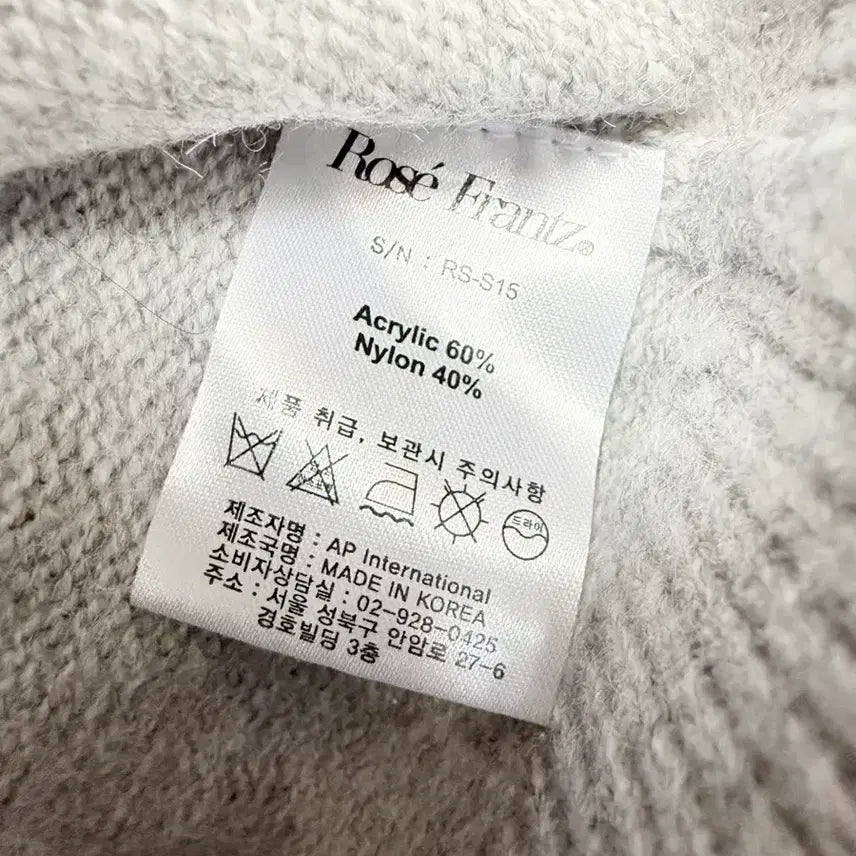 Rosé Frantz®
S/N : RS-S15
Acrylic 60%
Nylon 40%
제품 취급, 보관시 주의사항
드라이
제조자명 : AP International
제조국명 : MADE IN KOREA
소비자상담실 : 02-928-0425
주소 : 서울 성북구 안암로 27-6
경호빌딩 3층